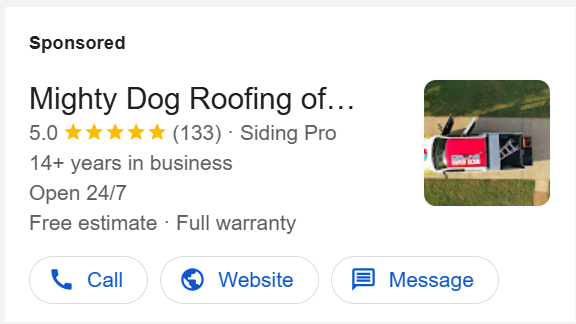 Sponsored
Mighty Dog Roofing of…
5.0 ★★★★★ (133) · Siding Pro
14+ years in business
Open 24/7
Free estimate · Full warranty
Call
Website
Message